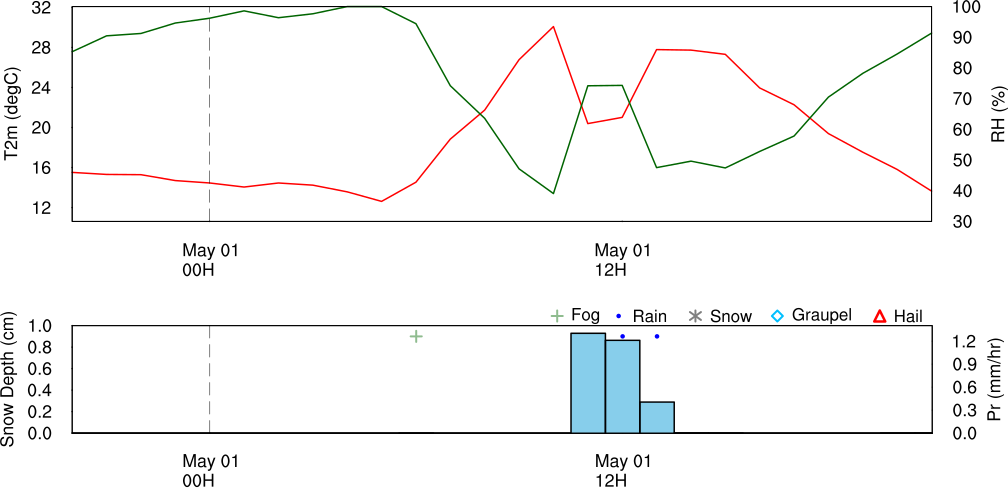 T2m (degC)
32
28
24
20
16
12
100
90
80
70
60
50
40
30
RH (%)
May 01
00H
May 01
12H
Fog Rain Snow Graupel Hail
Snow Depth (cm)
1.0
0.8
0.6
0.4
0.2
0.0
1.2
0.9
0.6
0.3
0.0
Pr (mm/hr)
May 01
00H
May 01
12H